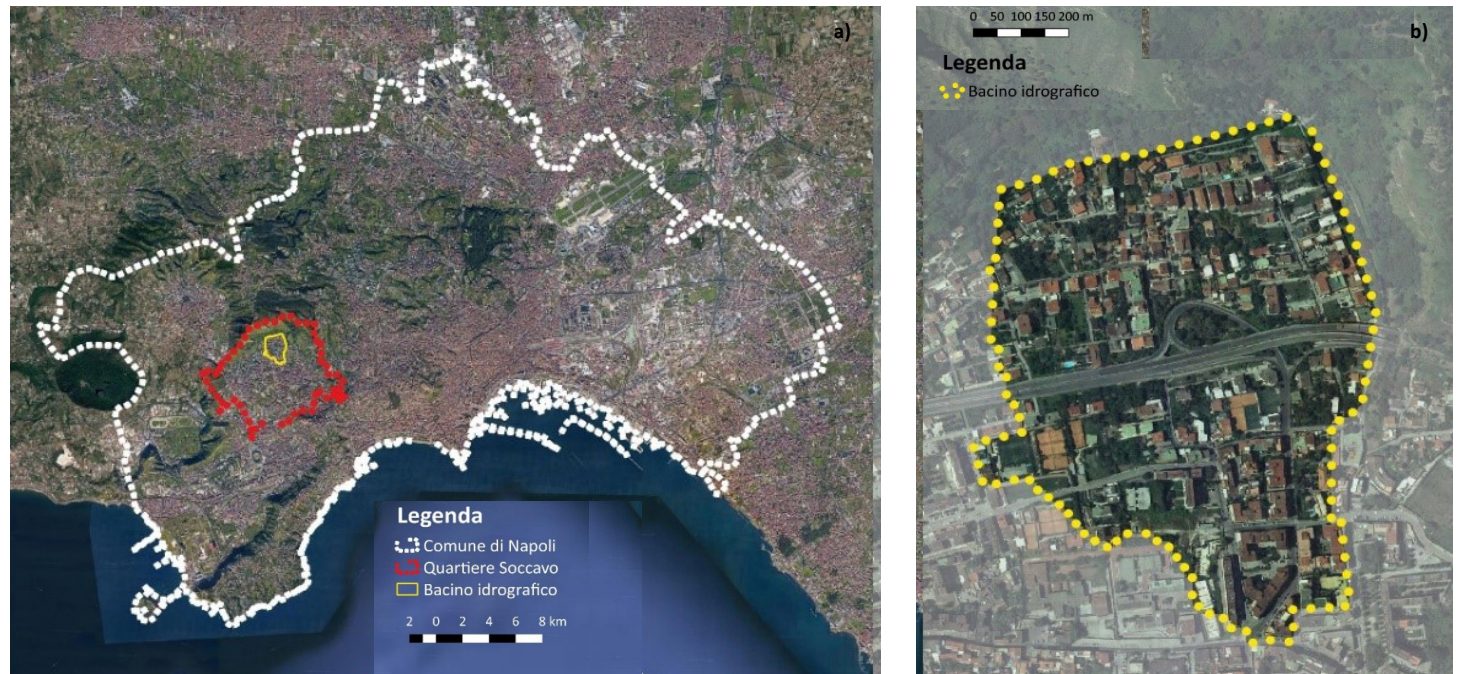 a)
Legenda
Comune di Napoli
Quartiere Soccavo
Bacino idrografico
2 0 2 4 6 8 km
0 50 100 150 200 m
b)
Legenda
Bacino idrografico